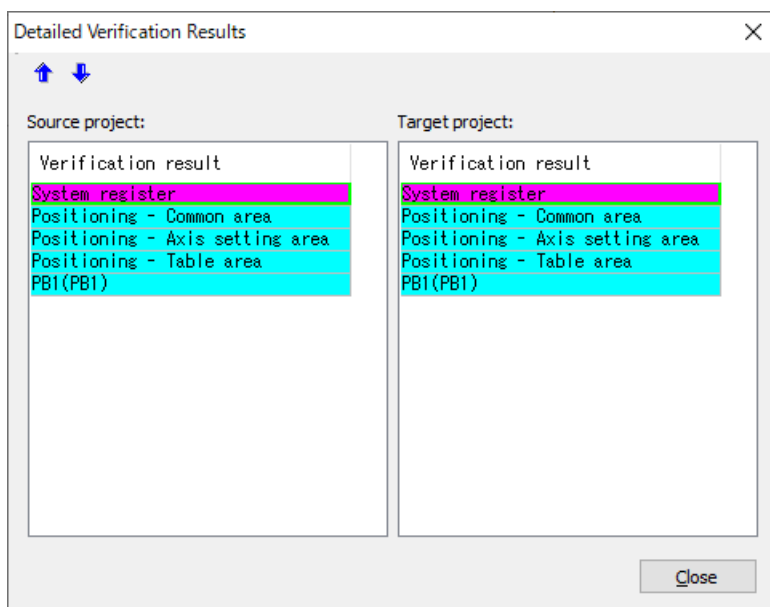 Detailed Verification Results
Source project:
Verification result
System register
Positioning - Common area
Positioning - Axis setting area
Positioning - Table area
PB1(PB1)
Target project:
Verification result
System register
Positioning - Common area
Positioning - Axis setting area
Positioning - Table area
PB1(PB1)
Close